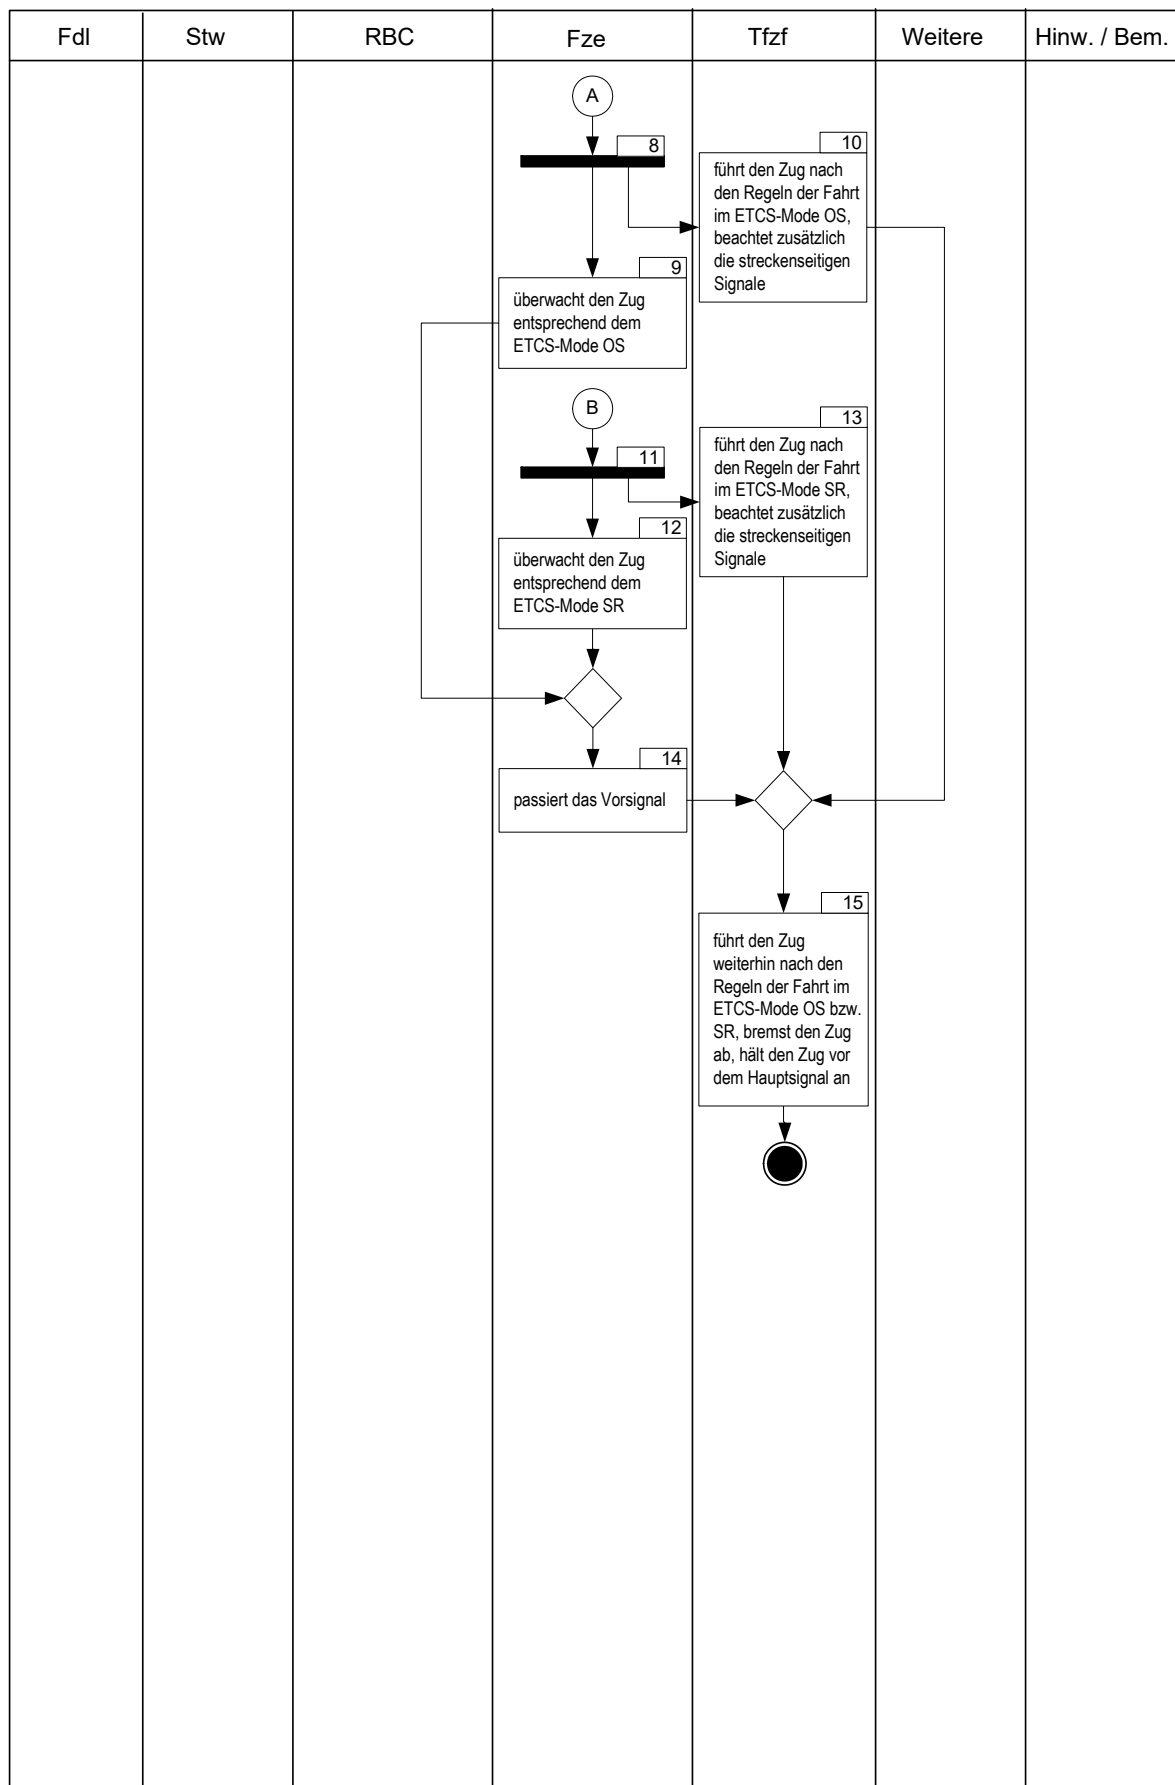 Fdl Stw RBC Fze Tfzf Weitere Hinw. / Bem.
A
8
10
führt den Zug nach
den Regeln der Fahrt
im ETCS-Mode OS,
beachtet zusätzlich
die streckenseitigen
Signale
9
überwacht den Zug
entsprechend dem
ETCS-Mode OS
B
11
13
führt den Zug nach
den Regeln der Fahrt
im ETCS-Mode SR,
beachtet zusätzlich
die streckenseitigen
Signale
12
überwacht den Zug
entsprechend dem
ETCS-Mode SR
14
passiert das Vorsignal
15
führt den Zug
weiterhin nach den
Regeln der Fahrt im
ETCS-Mode OS bzw.
SR, bremst den Zug
ab, hält den Zug vor
dem Hauptsignal an